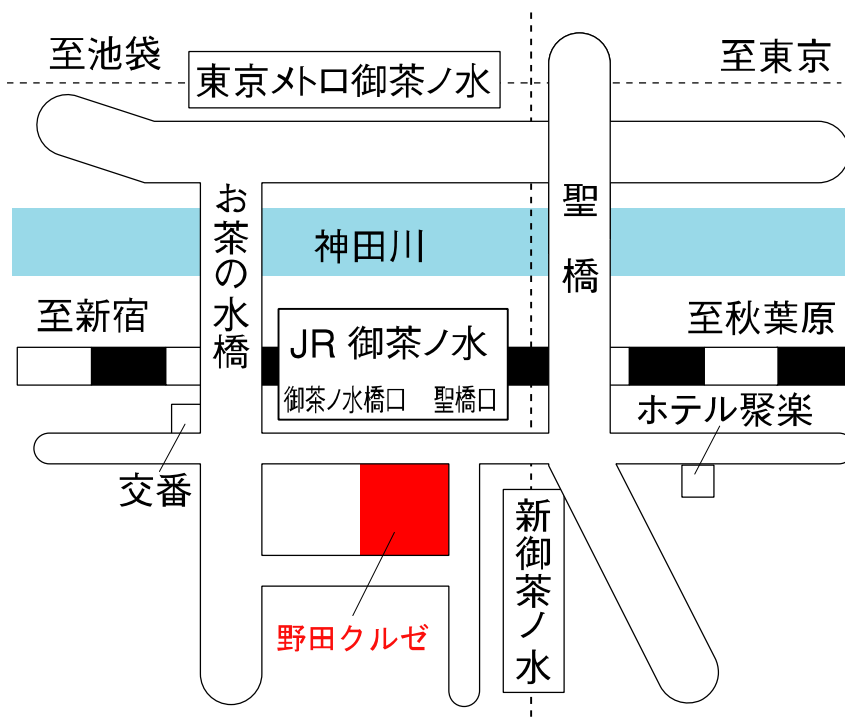 至池袋
至東京
東京メトロ御茶ノ水
お茶の水橋
聖橋
神田川
至新宿
至秋葉原
JR 御茶ノ水
御茶ノ水橋口 聖橋口
ホテル聚楽
交番
新御茶ノ水
野田クルゼ